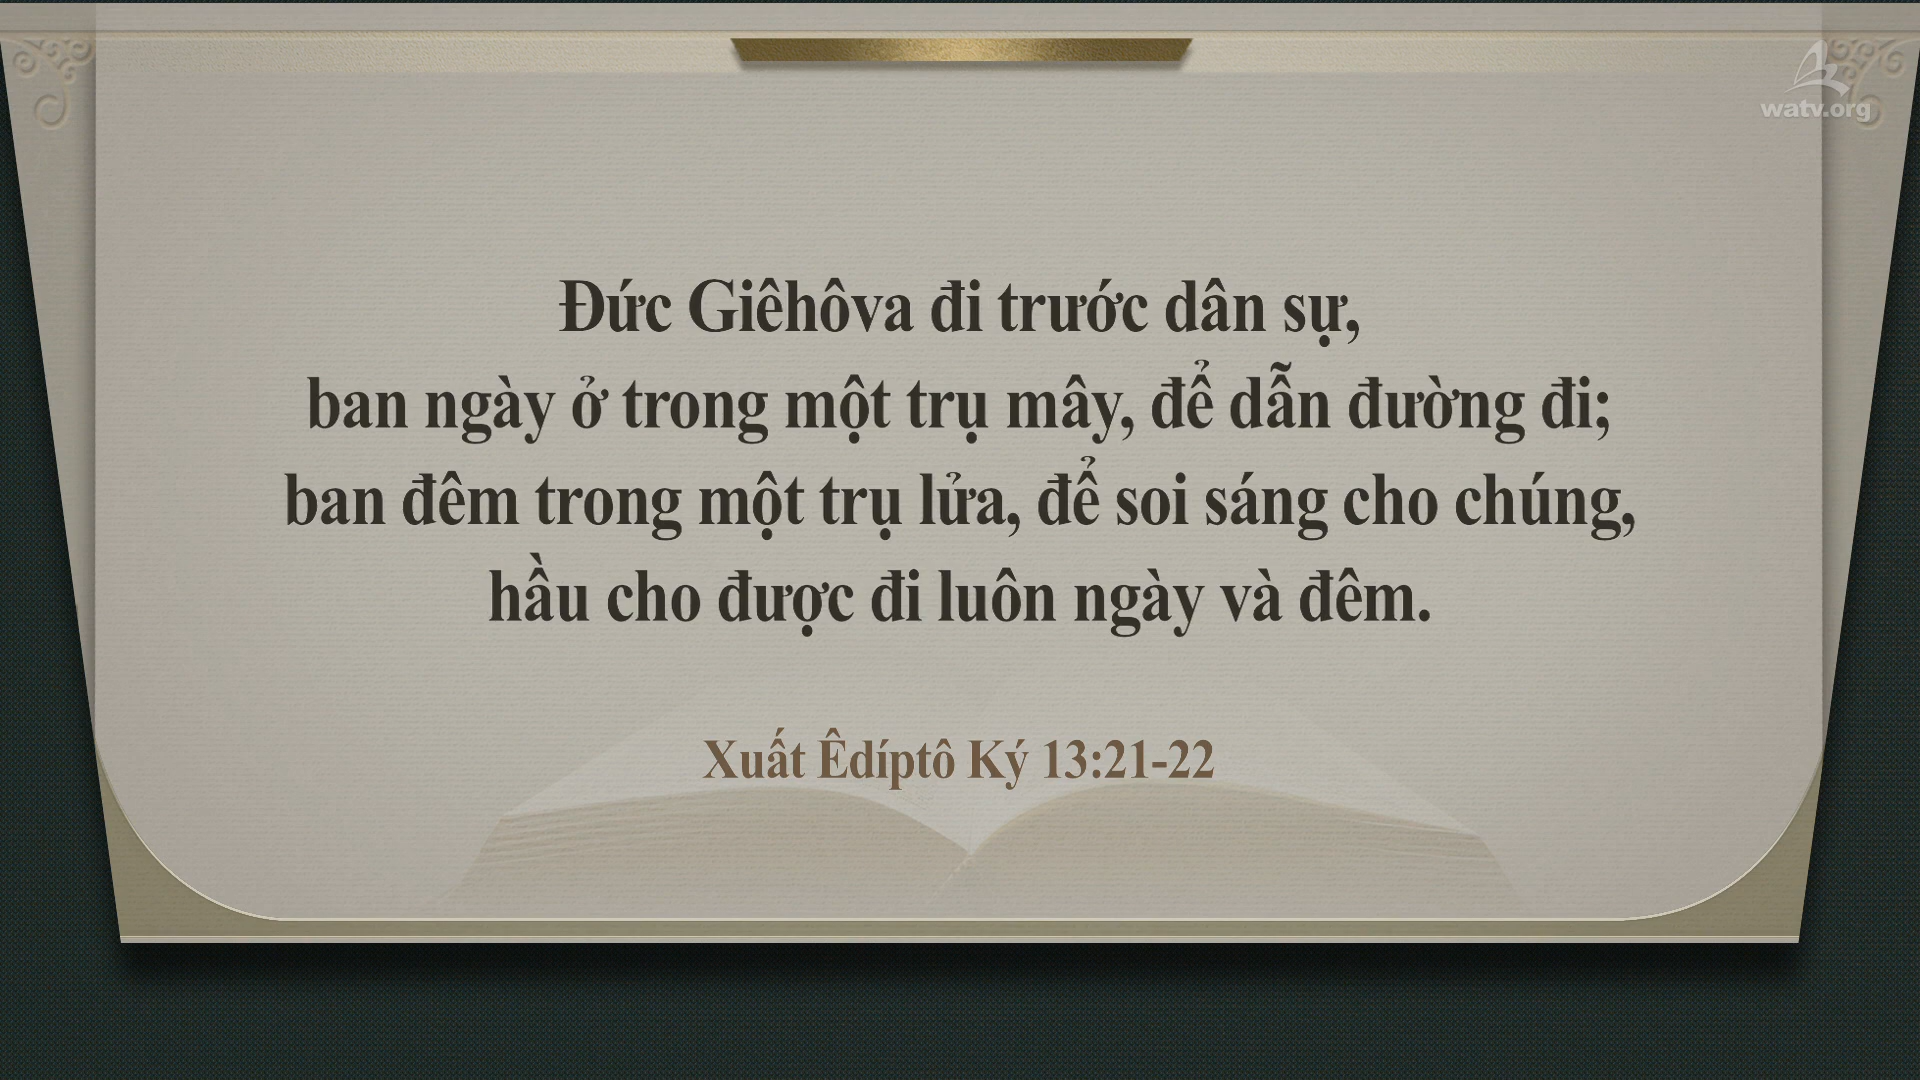 watv.org
Đức Giêhôva đi trước dân sự,
ban ngày ở trong một trụ mây, để dẫn đường đi;
ban đêm trong một trụ lửa, để soi sáng cho chúng,
hầu cho được đi luôn ngày và đêm.
Xuất Êdíptô Ký 13:21-22